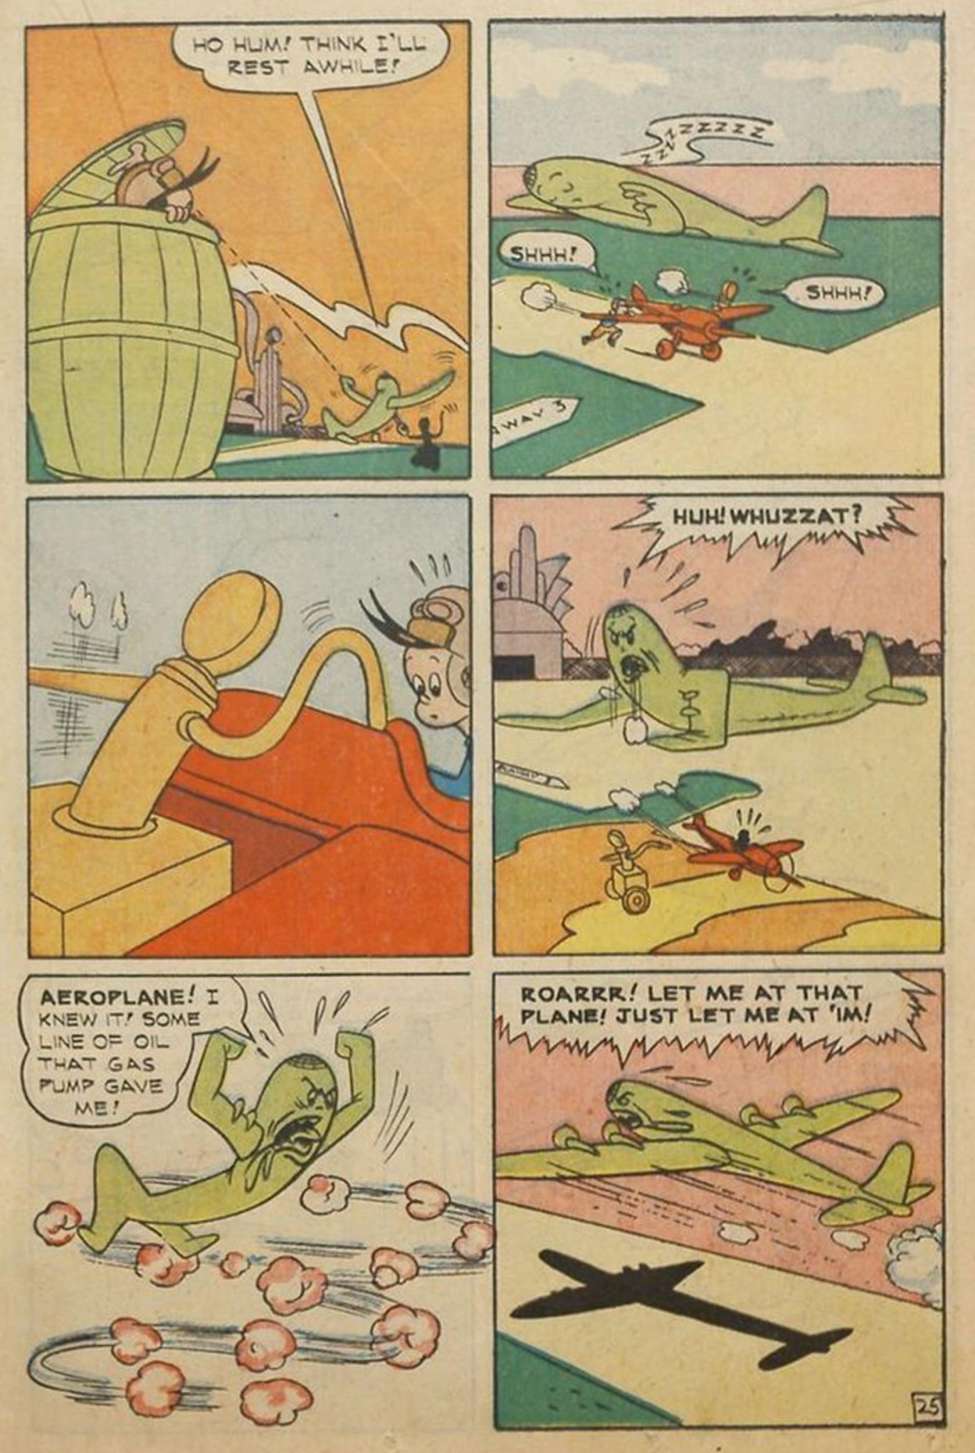 HO HUM! THINK I'LL
REST AWHILE!
ZZZZZZZZZ
SHHH!
SHHH!
WAY 3
HUH! WHUZZAT?
AEROPLANE! I
KNEW IT! SOME
LINE OF OIL
THAT GAS
PUMP GAVE
ME!
ROARRR! LET ME AT THAT
PLANE! JUST LET ME AT 'IM!
25